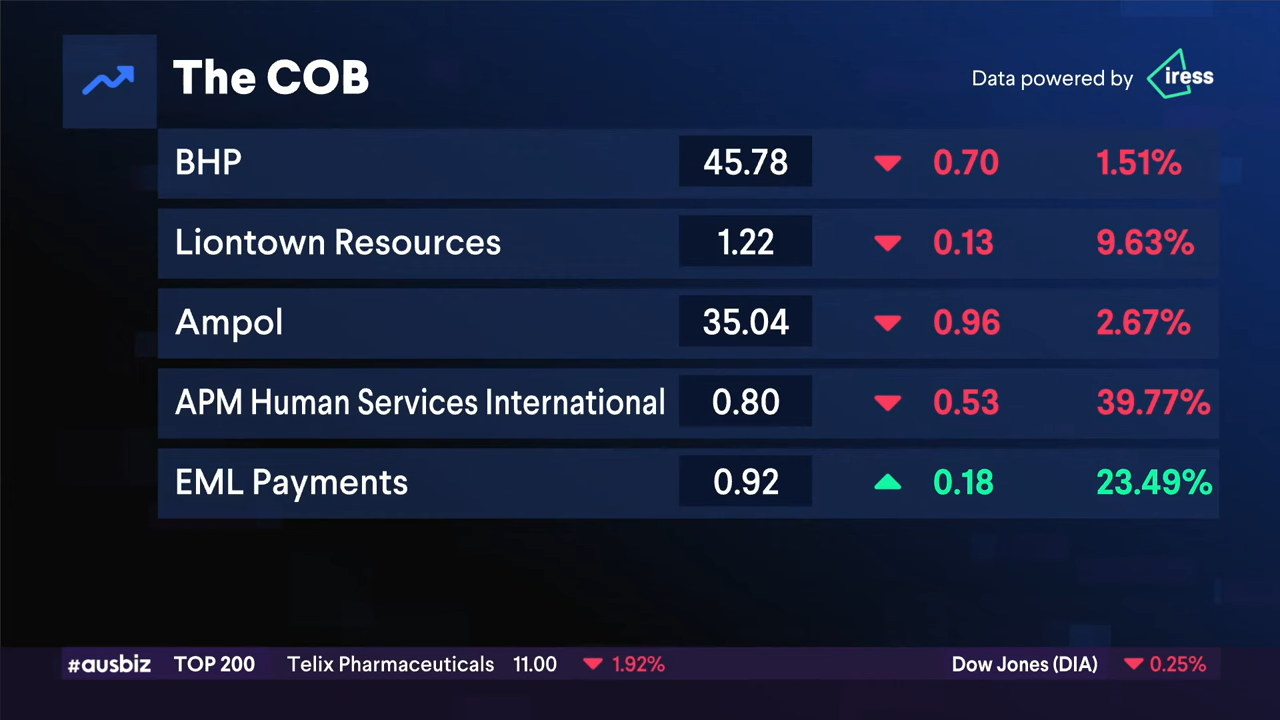 The COB
Data powered by iress
BHP 45.78 0.70 1.51%
Liontown Resources 1.22 0.13 9.63%
Ampol 35.04 0.96 2.67%
APM Human Services International 0.80 0.53 39.77%
EML Payments 0.92 0.18 23.49%
#ausbiz TOP 200 Telix Pharmaceuticals 11.00 1.92% Dow Jones (DIA) 0.25%